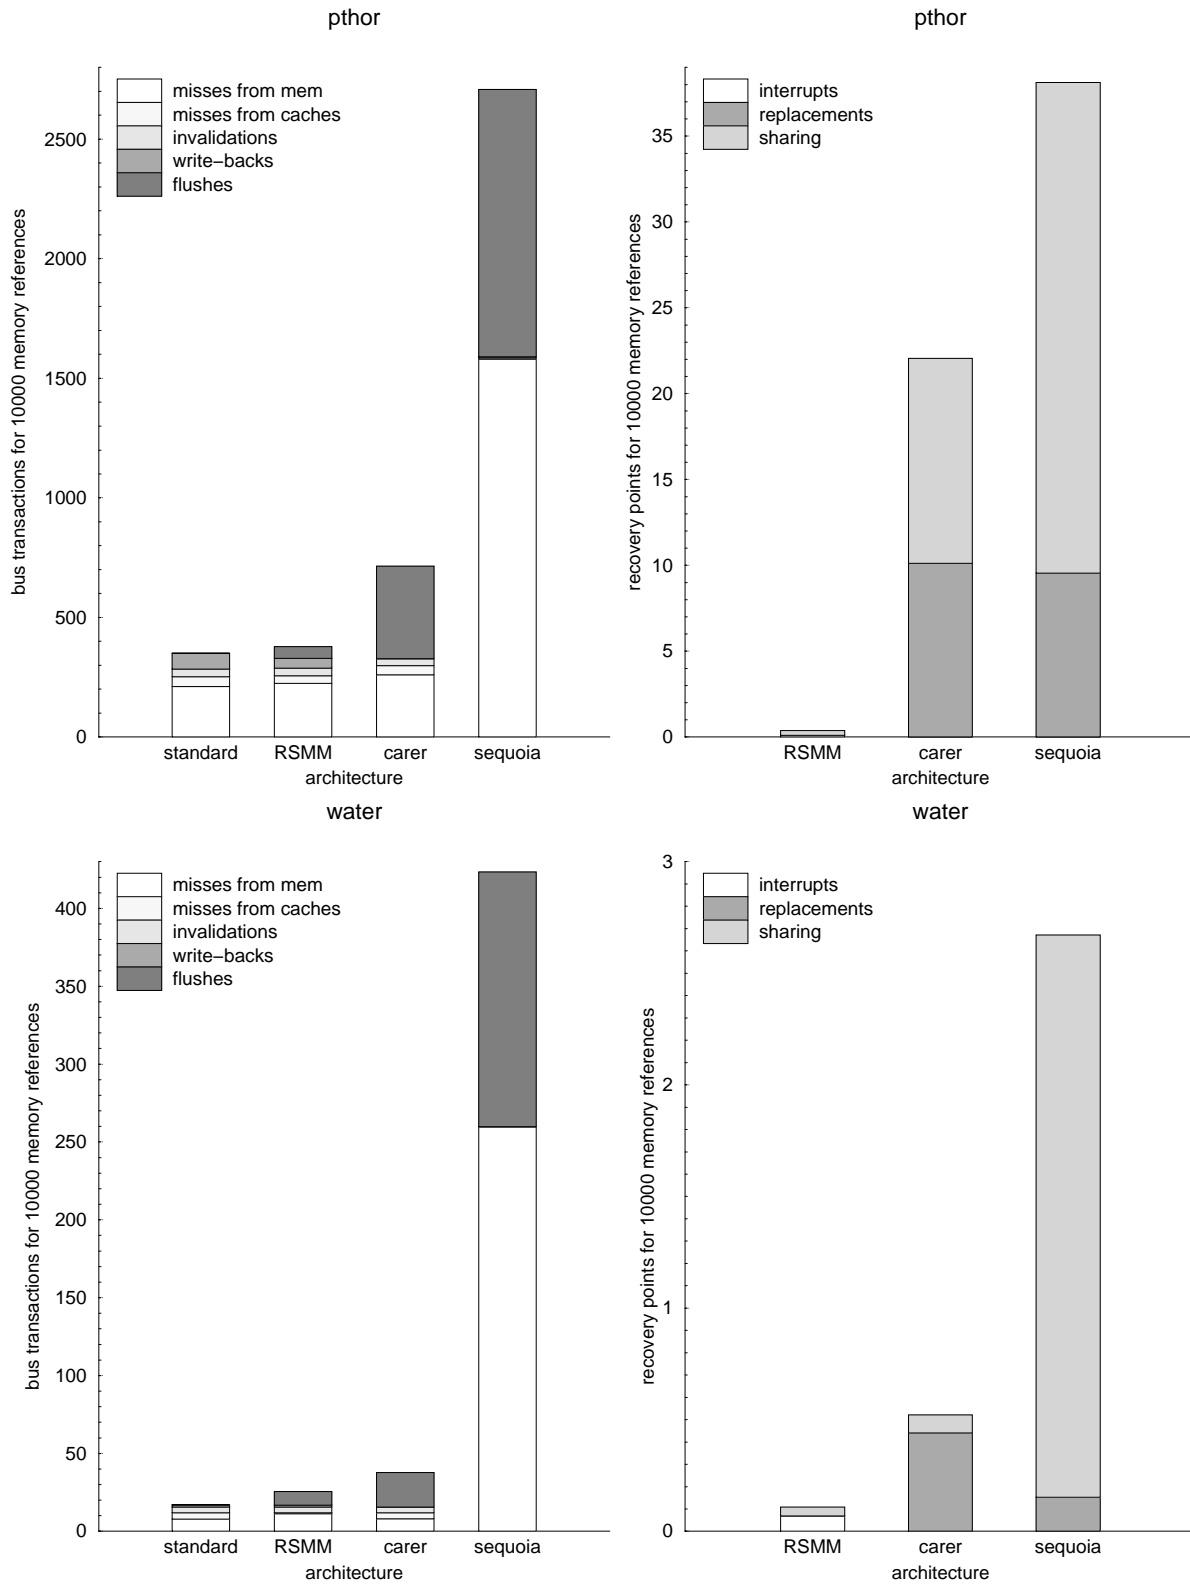 pthor
misses from mem
misses from caches
invalidations
write−backs
flushes
bus transactions for 10000 memory references
2500
2000
1500
1000
500
0
standard RSMM carer sequoia
architecture
pthor
interrupts
replacements
sharing
recovery points for 10000 memory references
35
30
25
20
15
10
5
0
RSMM carer sequoia
architecture
water
misses from mem
misses from caches
invalidations
write−backs
flushes
bus transactions for 10000 memory references
400
350
300
250
200
150
100
50
0
standard RSMM carer sequoia
architecture
water
interrupts
replacements
sharing
recovery points for 10000 memory references
3
2
1
0
RSMM carer sequoia
architecture